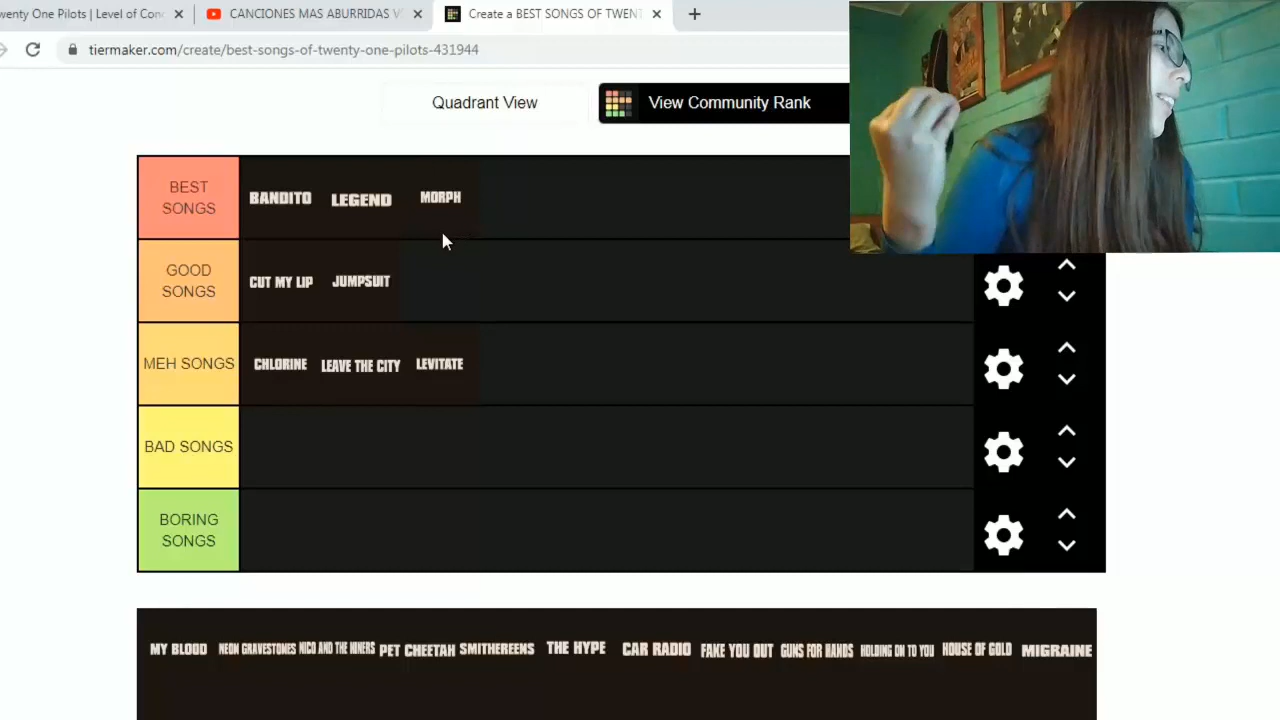 wenty One Pilots | Level of Con
CANCIONES MAS ABURRIDAS V
Create a BEST SONGS OF TWEN
tiermaker.com/create/best-songs-of-twenty-one-pilots-431944
Quadrant View
View Community Rank
BEST SONGS
BANDITO LEGEND MORPH
GOOD SONGS
CUT MY LIP JUMPSUIT
MEH SONGS
CHLORINE LEAVE THE CITY LEVITATE
BAD SONGS
BORING SONGS
MY BLOOD NEON GRAVESTONES NICO AND THE NINERS PET CHEETAH SMITHEREENS THE HYPE CAR RADIO FAKE YOU OUT GUNS FOR HANDS HOLDING ON TO YOU HOUSE OF GOLD MIGRAINE